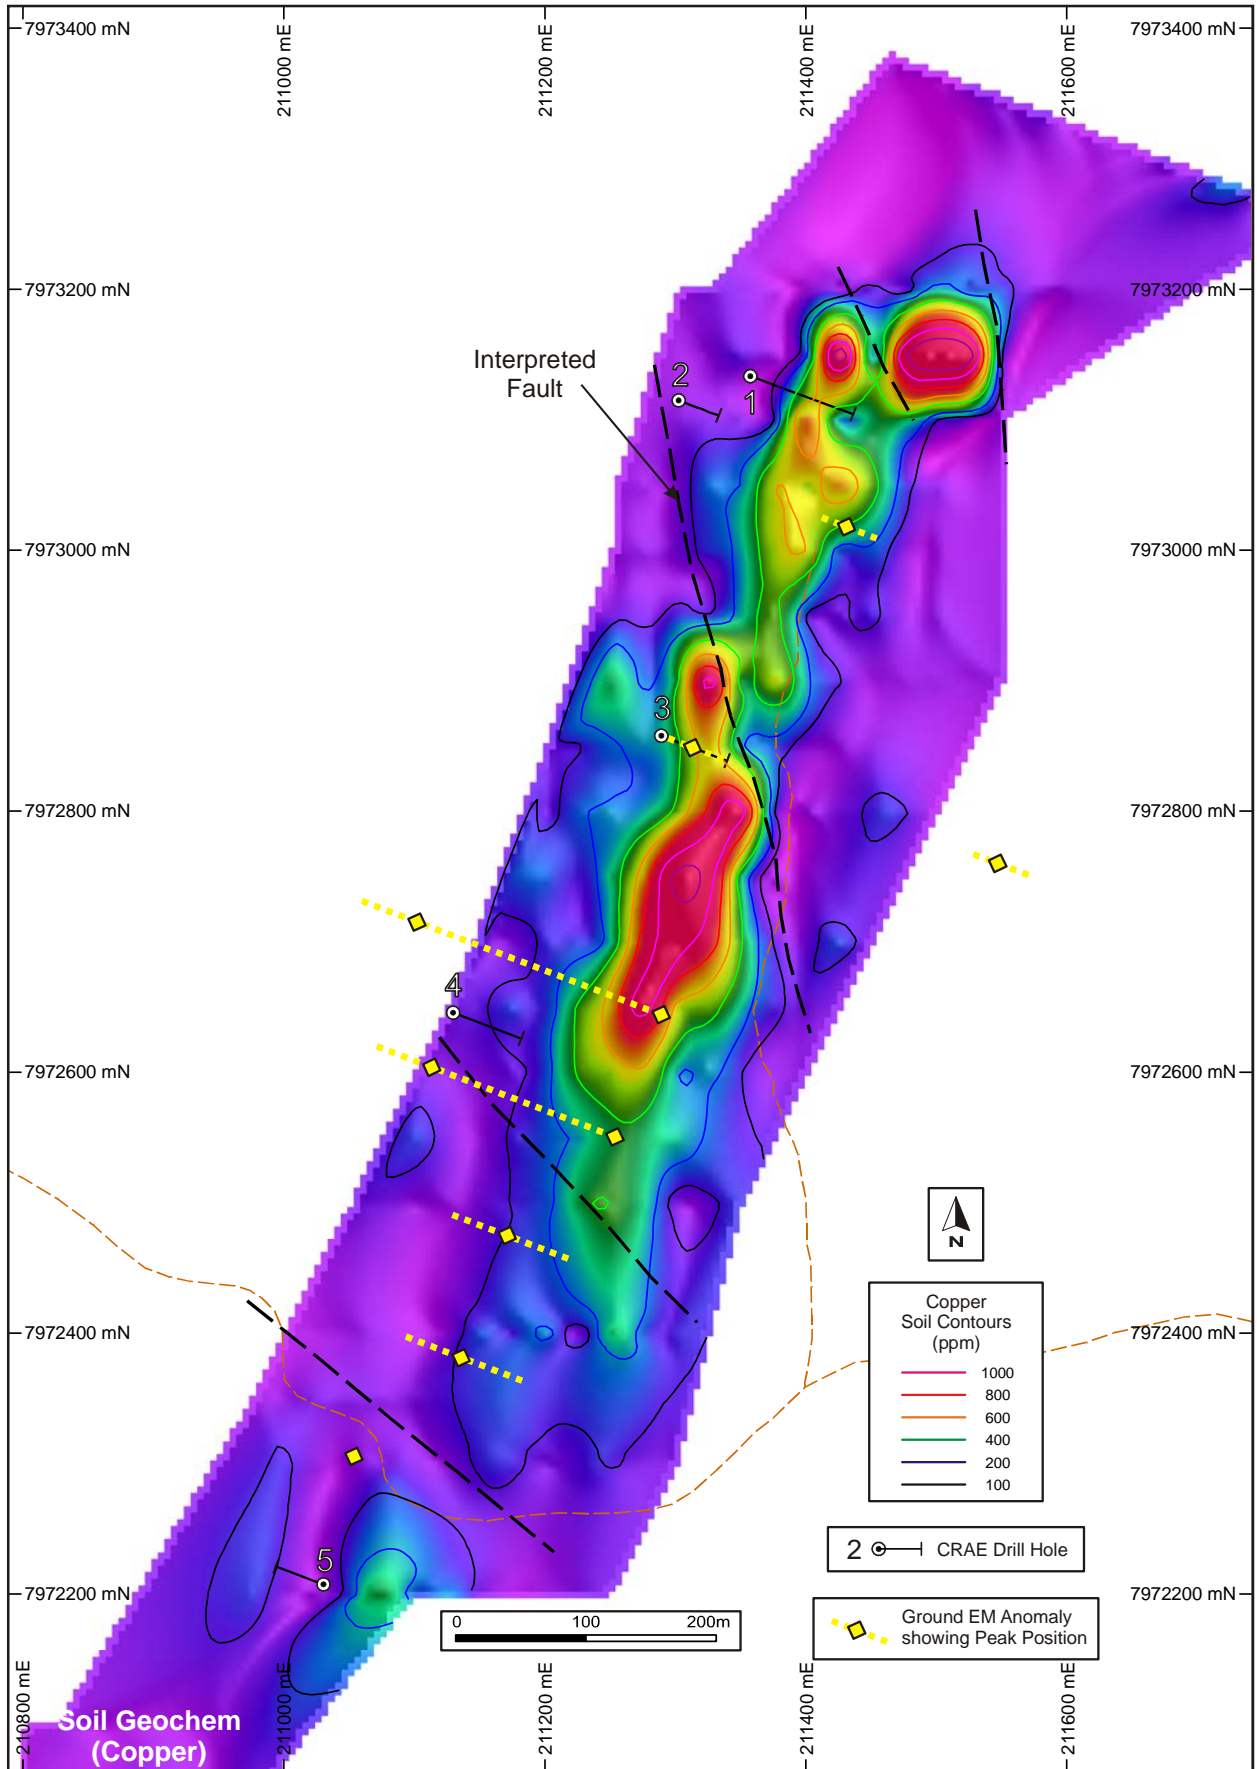 211000 mE
211200 mE
211400 mE
211600 mE
7973400 mN
7973400 mN
7973200 mN
7973200 mN
Interpreted
Fault
2
1
7973000 mN
7973000 mN
3
7972800 mN
7972800 mN
4
7972600 mN
7972600 mN
N
Copper
Soil Contours
(ppm)
1000
800
600
400
200
100
7972400 mN
7972400 mN
2
CRAE Drill Hole
5
7972200 mN
7972200 mN
0 100 200m
Ground EM Anomaly
showing Peak Position
210800 mE
211000 mE
211200 mE
211400 mE
211600 mE
Soil Geochem
(Copper)